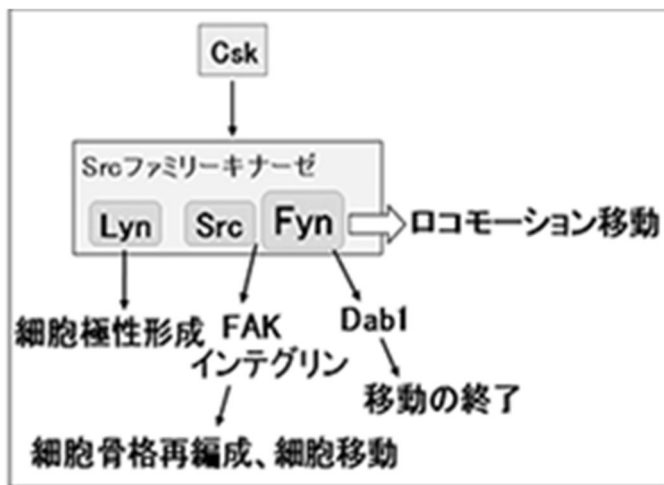 Csk
Srcファミリーキナーゼ
Lyn
Src
Fyn
ロコモーション移動
細胞極性形成
FAK
インテグリン
Dab1
移動の終了
細胞骨格再編成、細胞移動